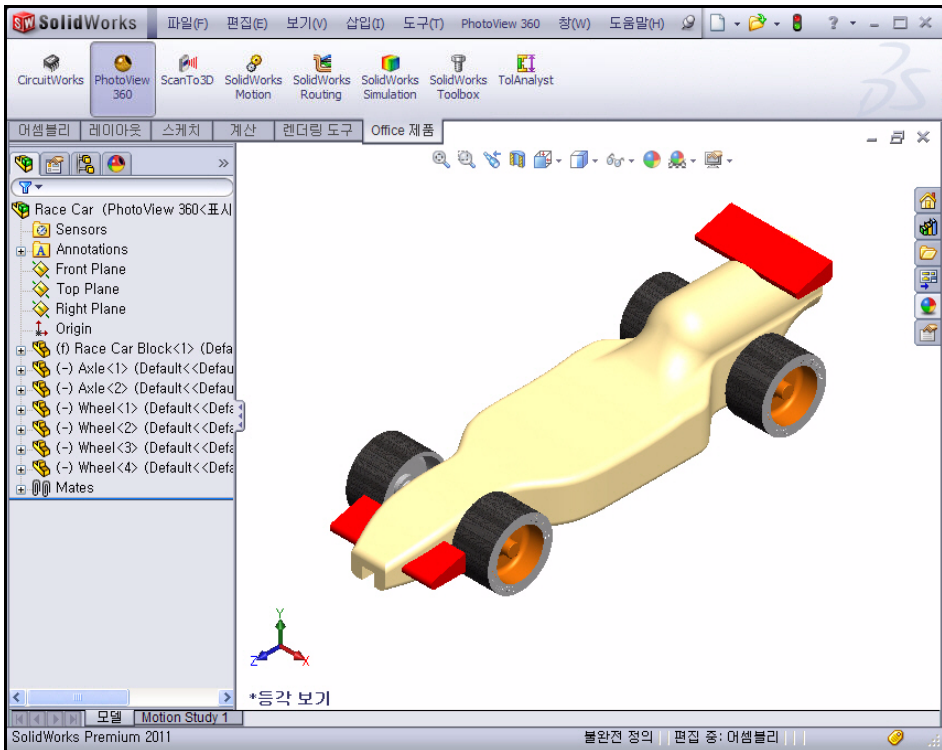 SolidWorks 파일(F) 편집(E) 보기(V) 삽입(I) 도구(T) PhotoView 360 창(W) 도움말(H) ?
CircuitWorks PhotoView 360 ScanTo3D SolidWorks Motion SolidWorks Routing SolidWorks Simulation SolidWorks Toolbox TolAnalyst
어셈블리 레이아웃 스케치 계산 렌더링 도구 Office 제품
Race Car (PhotoView 360<표시
Sensors
Annotations
Front Plane
Top Plane
Right Plane
Origin
(f) Race Car Block<1> (Defa
(-) Axle<1> (Default<<Defau
(-) Axle<2> (Default<<Defau
(-) Wheel<1> (Default<<Defa
(-) Wheel<2> (Default<<Defa
(-) Wheel<3> (Default<<Defa
(-) Wheel<4> (Default<<Defa
Mates
Y
Z X
*등각 보기
모델 Motion Study 1
SolidWorks Premium 2011 불완전 정의 편집 중: 어셈블리